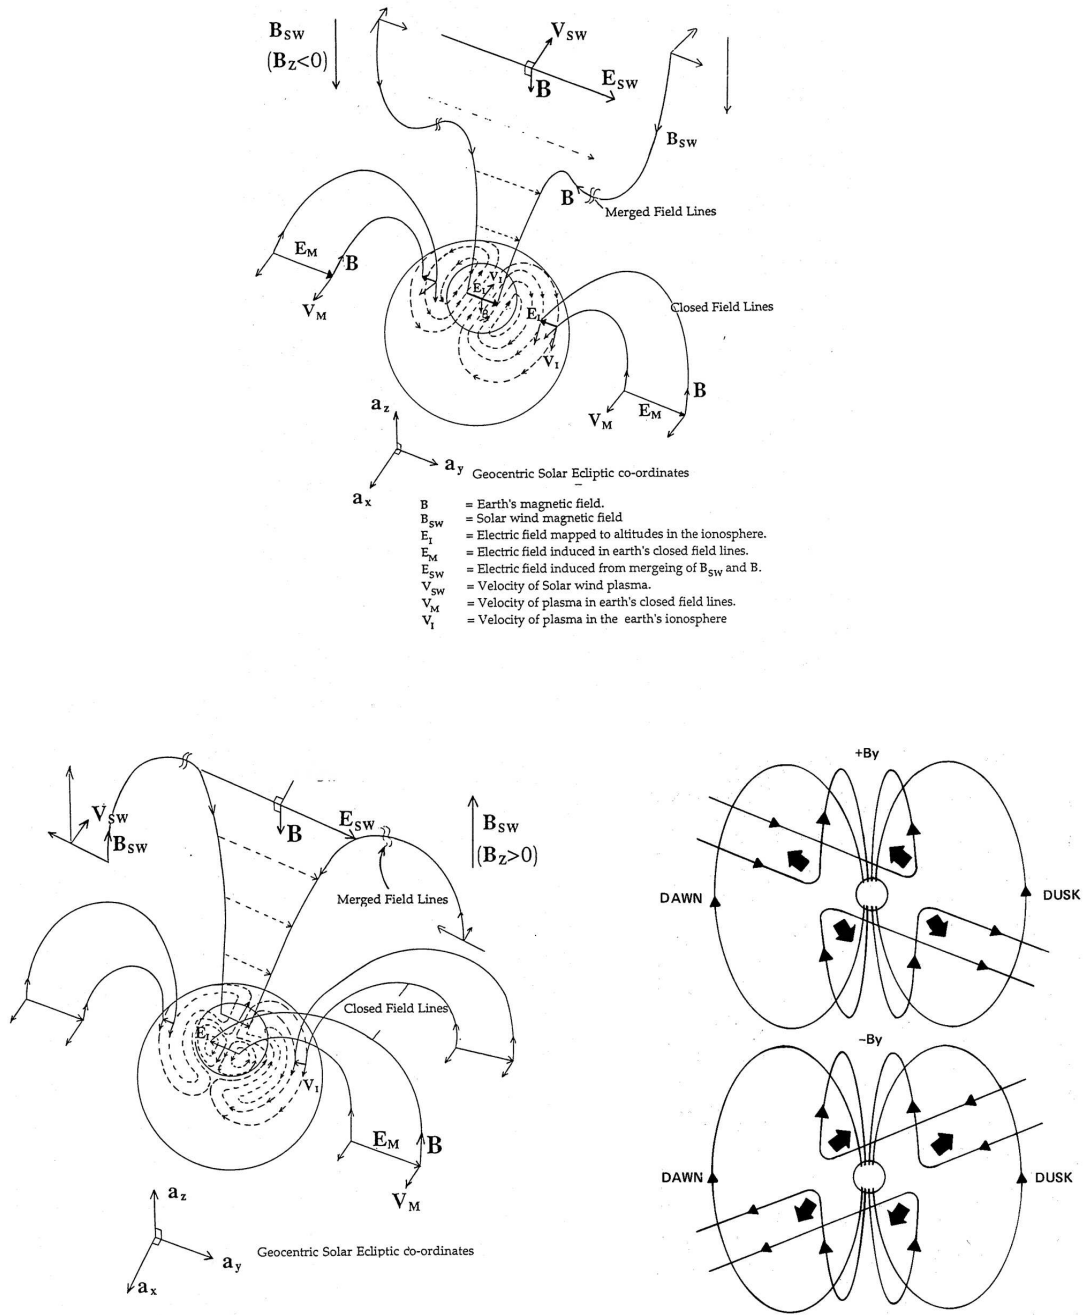 B_SW
(B_Z<0)
V_SW
E_SW
B
B_SW
B
Merged Field Lines
E_M
B
V_M
V_I
E_I
B
E_I
V_I
Closed Field Lines
B
E_M
V_M
a_z
a_y
a_x
Geocentric Solar Ecliptic co-ordinates
B = Earth's magnetic field.
B_SW = Solar wind magnetic field
E_I = Electric field mapped to altitudes in the ionosphere.
E_M = Electric field induced in earth's closed field lines.
E_SW = Electric field induced from mergeing of B_SW and B.
V_SW = Velocity of Solar wind plasma.
V_M = Velocity of plasma in earth's closed field lines.
V_I = Velocity of plasma in the earth's ionosphere
V_SW
B_SW
B
E_SW
B_SW
(B_Z>0)
Merged Field Lines
Closed Field Lines
E_I
V_I
E_M
B
V_M
a_z
a_y
a_x
Geocentric Solar Ecliptic co-ordinates
+By
DAWN
DUSK
−By
DAWN
DUSK